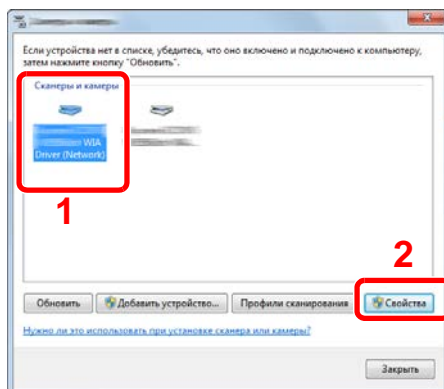 Если устройства нет в списке, убедитесь, что оно включено и подключено к компьютеру,
затем нажмите кнопку "Обновить".
Сканеры и камеры
WIA
Driver (Network)
1
2
Обновить Добавить устройство... Профили сканирования Свойства
Нужно ли это использовать при установке сканера или камеры?
Закрыть